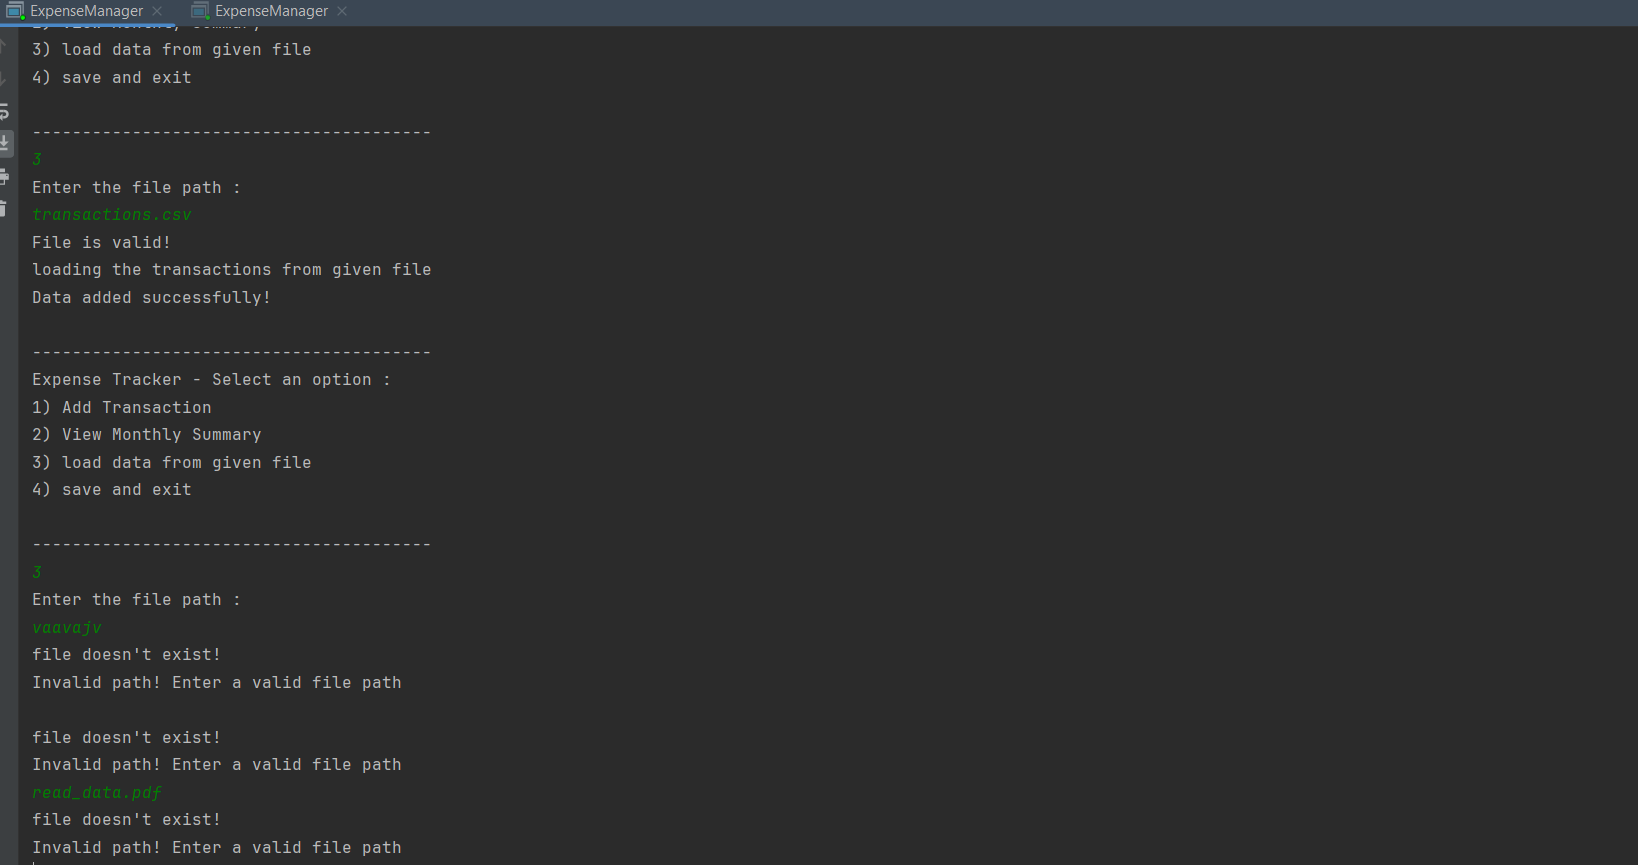 ExpenseManager ExpenseManager
3) load data from given file
4) save and exit
----------------------------------------
3
Enter the file path :
transactions.csv
File is valid!
loading the transactions from given file
Data added successfully!
----------------------------------------
Expense Tracker - Select an option :
1) Add Transaction
2) View Monthly Summary
3) load data from given file
4) save and exit
----------------------------------------
3
Enter the file path :
vaavajv
file doesn't exist!
Invalid path! Enter a valid file path
file doesn't exist!
Invalid path! Enter a valid file path
read_data.pdf
file doesn't exist!
Invalid path! Enter a valid file path